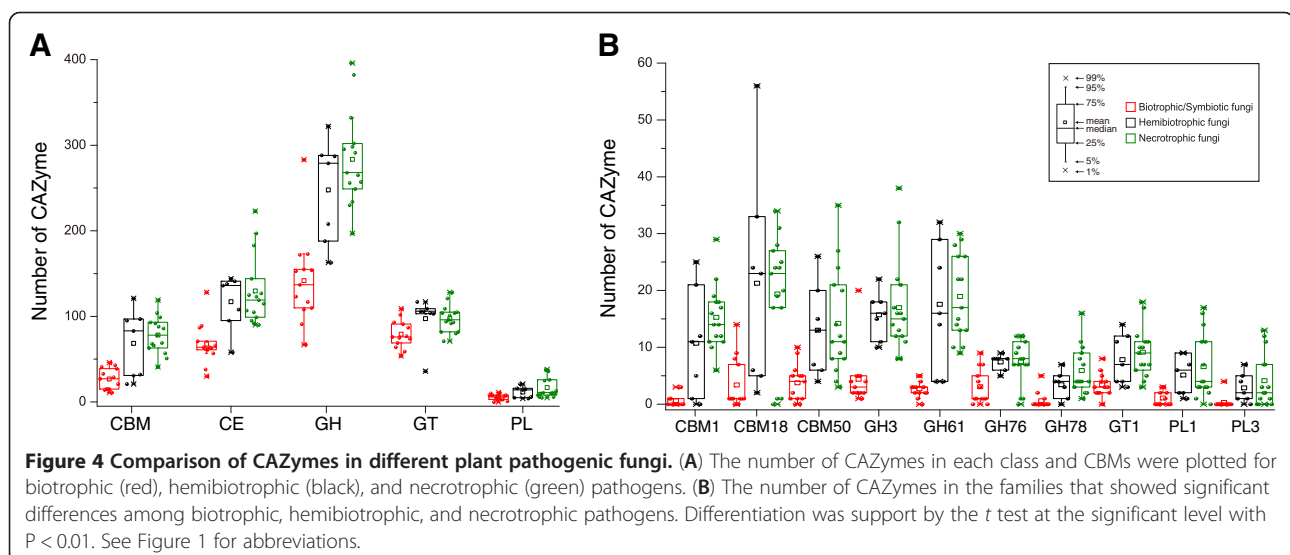 A
B
400
300
200
100
0
Number of CAZyme
CBM
CE
GH
GT
PL
60
50
40
30
20
10
0
Number of CAZyme
CBM1
CBM18
CBM50
GH3
GH61
GH76
GH78
GT1
PL1
PL3
99%
95%
75%
mean
median
25%
5%
1%
Biotrophic/Symbiotic fungi
Hemibiotrophic fungi
Necrotrophic fungi
Figure 4 Comparison of CAZymes in different plant pathogenic fungi. (A) The number of CAZymes in each class and CBMs were plotted for
biotrophic (red), hemibiotrophic (black), and necrotrophic (green) pathogens. (B) The number of CAZymes in the families that showed significant
differences among biotrophic, hemibiotrophic, and necrotrophic pathogens. Differentiation was support by the t test at the significant level with
P < 0.01. See Figure 1 for abbreviations.